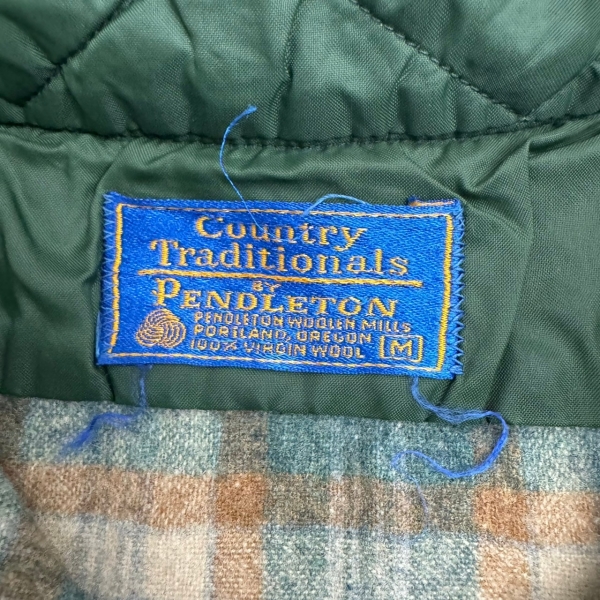 Country
Traditionals
BY
PENDLETON
PENDLETON WOOLEN MILLS
PORTLAND, OREGON
100% VIRGIN WOOL M